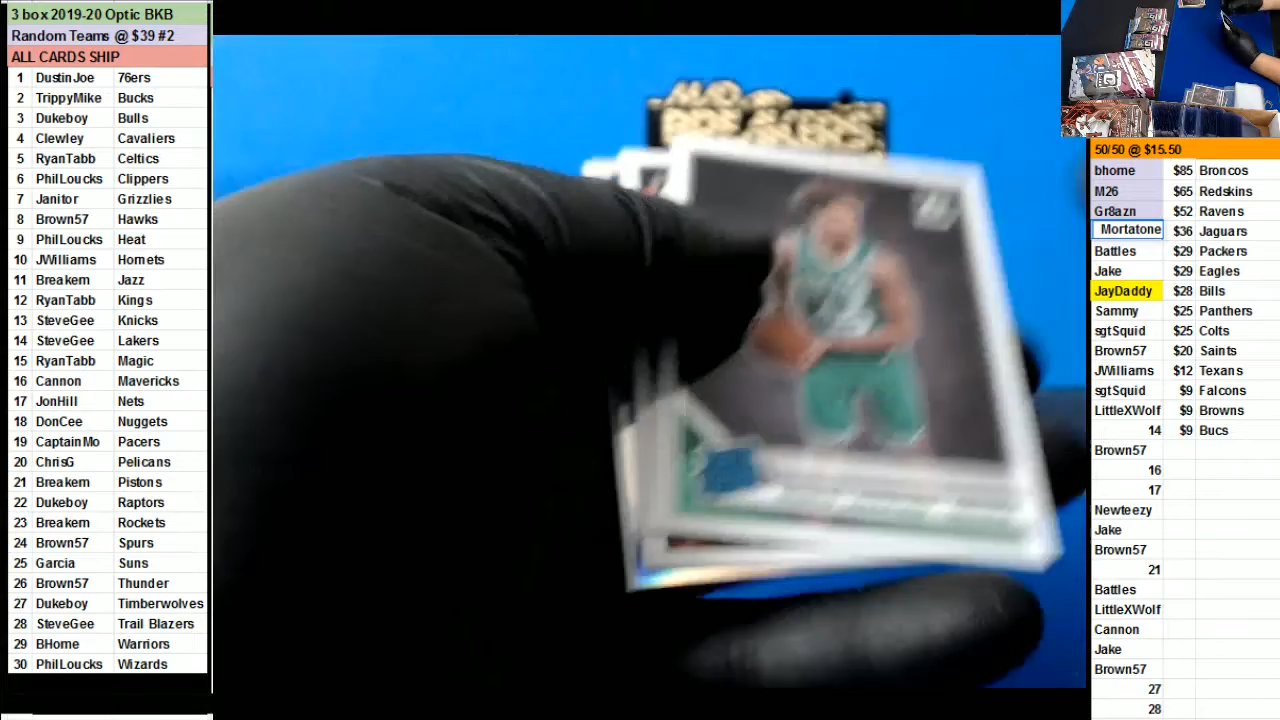 3 box 2019-20 Optic BKB
Random Teams @ $39 #2
ALL CARDS SHIP
1 DustinJoe 76ers
2 TrippyMike Bucks
3 Dukeboy Bulls
4 Clewley Cavaliers
5 RyanTabb Celtics
6 PhilLoucks Clippers
7 Janitor Grizzlies
8 Brown57 Hawks
9 PhilLoucks Heat
10 JWilliams Hornets
11 Breakem Jazz
12 RyanTabb Kings
13 SteveGee Knicks
14 SteveGee Lakers
15 RyanTabb Magic
16 Cannon Mavericks
17 JonHill Nets
18 DonCee Nuggets
19 CaptainMo Pacers
20 ChrisG Pelicans
21 Breakem Pistons
22 Dukeboy Raptors
23 Breakem Rockets
24 Brown57 Spurs
25 Garcia Suns
26 Brown57 Thunder
27 Dukeboy Timberwolves
28 SteveGee Trail Blazers
29 BHome Warriors
30 PhilLoucks Wizards
BREAKERS
50/50 @ $15.50
bhome $85 Broncos
M26 $65 Redskins
Gr8azn $52 Ravens
Mortatone $36 Jaguars
Battles $29 Packers
Jake $29 Eagles
JayDaddy $28 Bills
Sammy $25 Panthers
sgtSquid $25 Colts
Brown57 $20 Saints
JWilliams $12 Texans
sgtSquid $9 Falcons
LittleXWolf $9 Browns
14 $9 Bucs
Brown57
16
17
Newteezy
Jake
Brown57
21
Battles
LittleXWolf
Cannon
Jake
Brown57
27
28